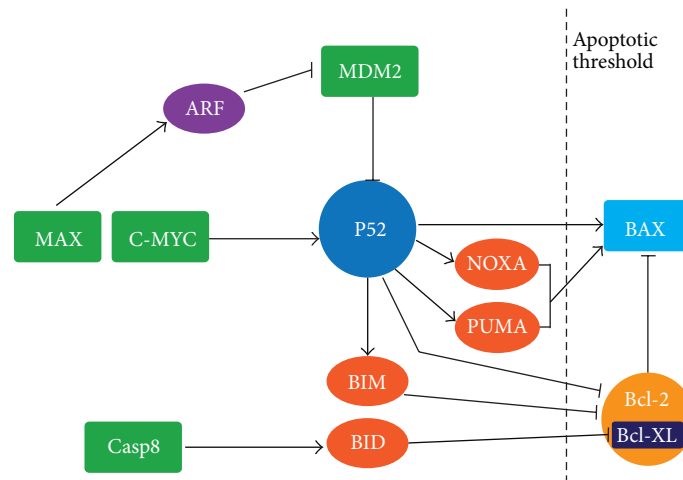 Apoptotic
threshold
MDM2
ARF
MAX
C-MYC
P52
BAX
NOXA
PUMA
BIM
Bcl-2
Bcl-XL
Casp8
BID